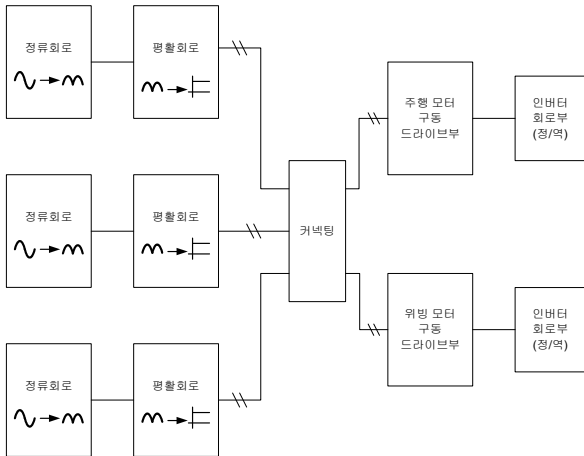 정류회로
평활회로
정류회로
평활회로
정류회로
평활회로
커넥팅
주행 모터
구동
드라이브부
인버터
회로부
(정/역)
위빙 모터
구동
드라이브부
인버터
회로부
(정/역)